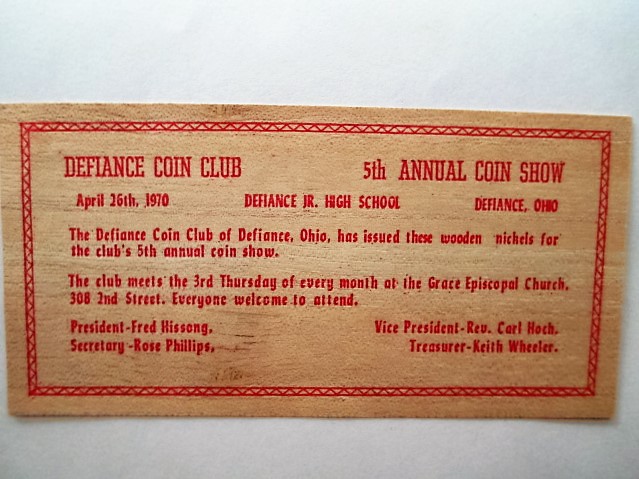 DEFIANCE COIN CLUB 5th ANNUAL COIN SHOW
April 26th, 1970 DEFIANCE JR. HIGH SCHOOL DEFIANCE, OHIO
The Defiance Coin Club of Defiance, Ohio, has issued these wooden nickels for
the club's 5th annual coin show.
The club meets the 3rd Thursday of every month at the Grace Episcopal Church,
308 2nd Street. Everyone welcome to attend.
President-Fred Hissong, Vice President-Rev. Carl Hoch,
Secretary-Rose Phillips, Treasurer-Keith Wheeler.